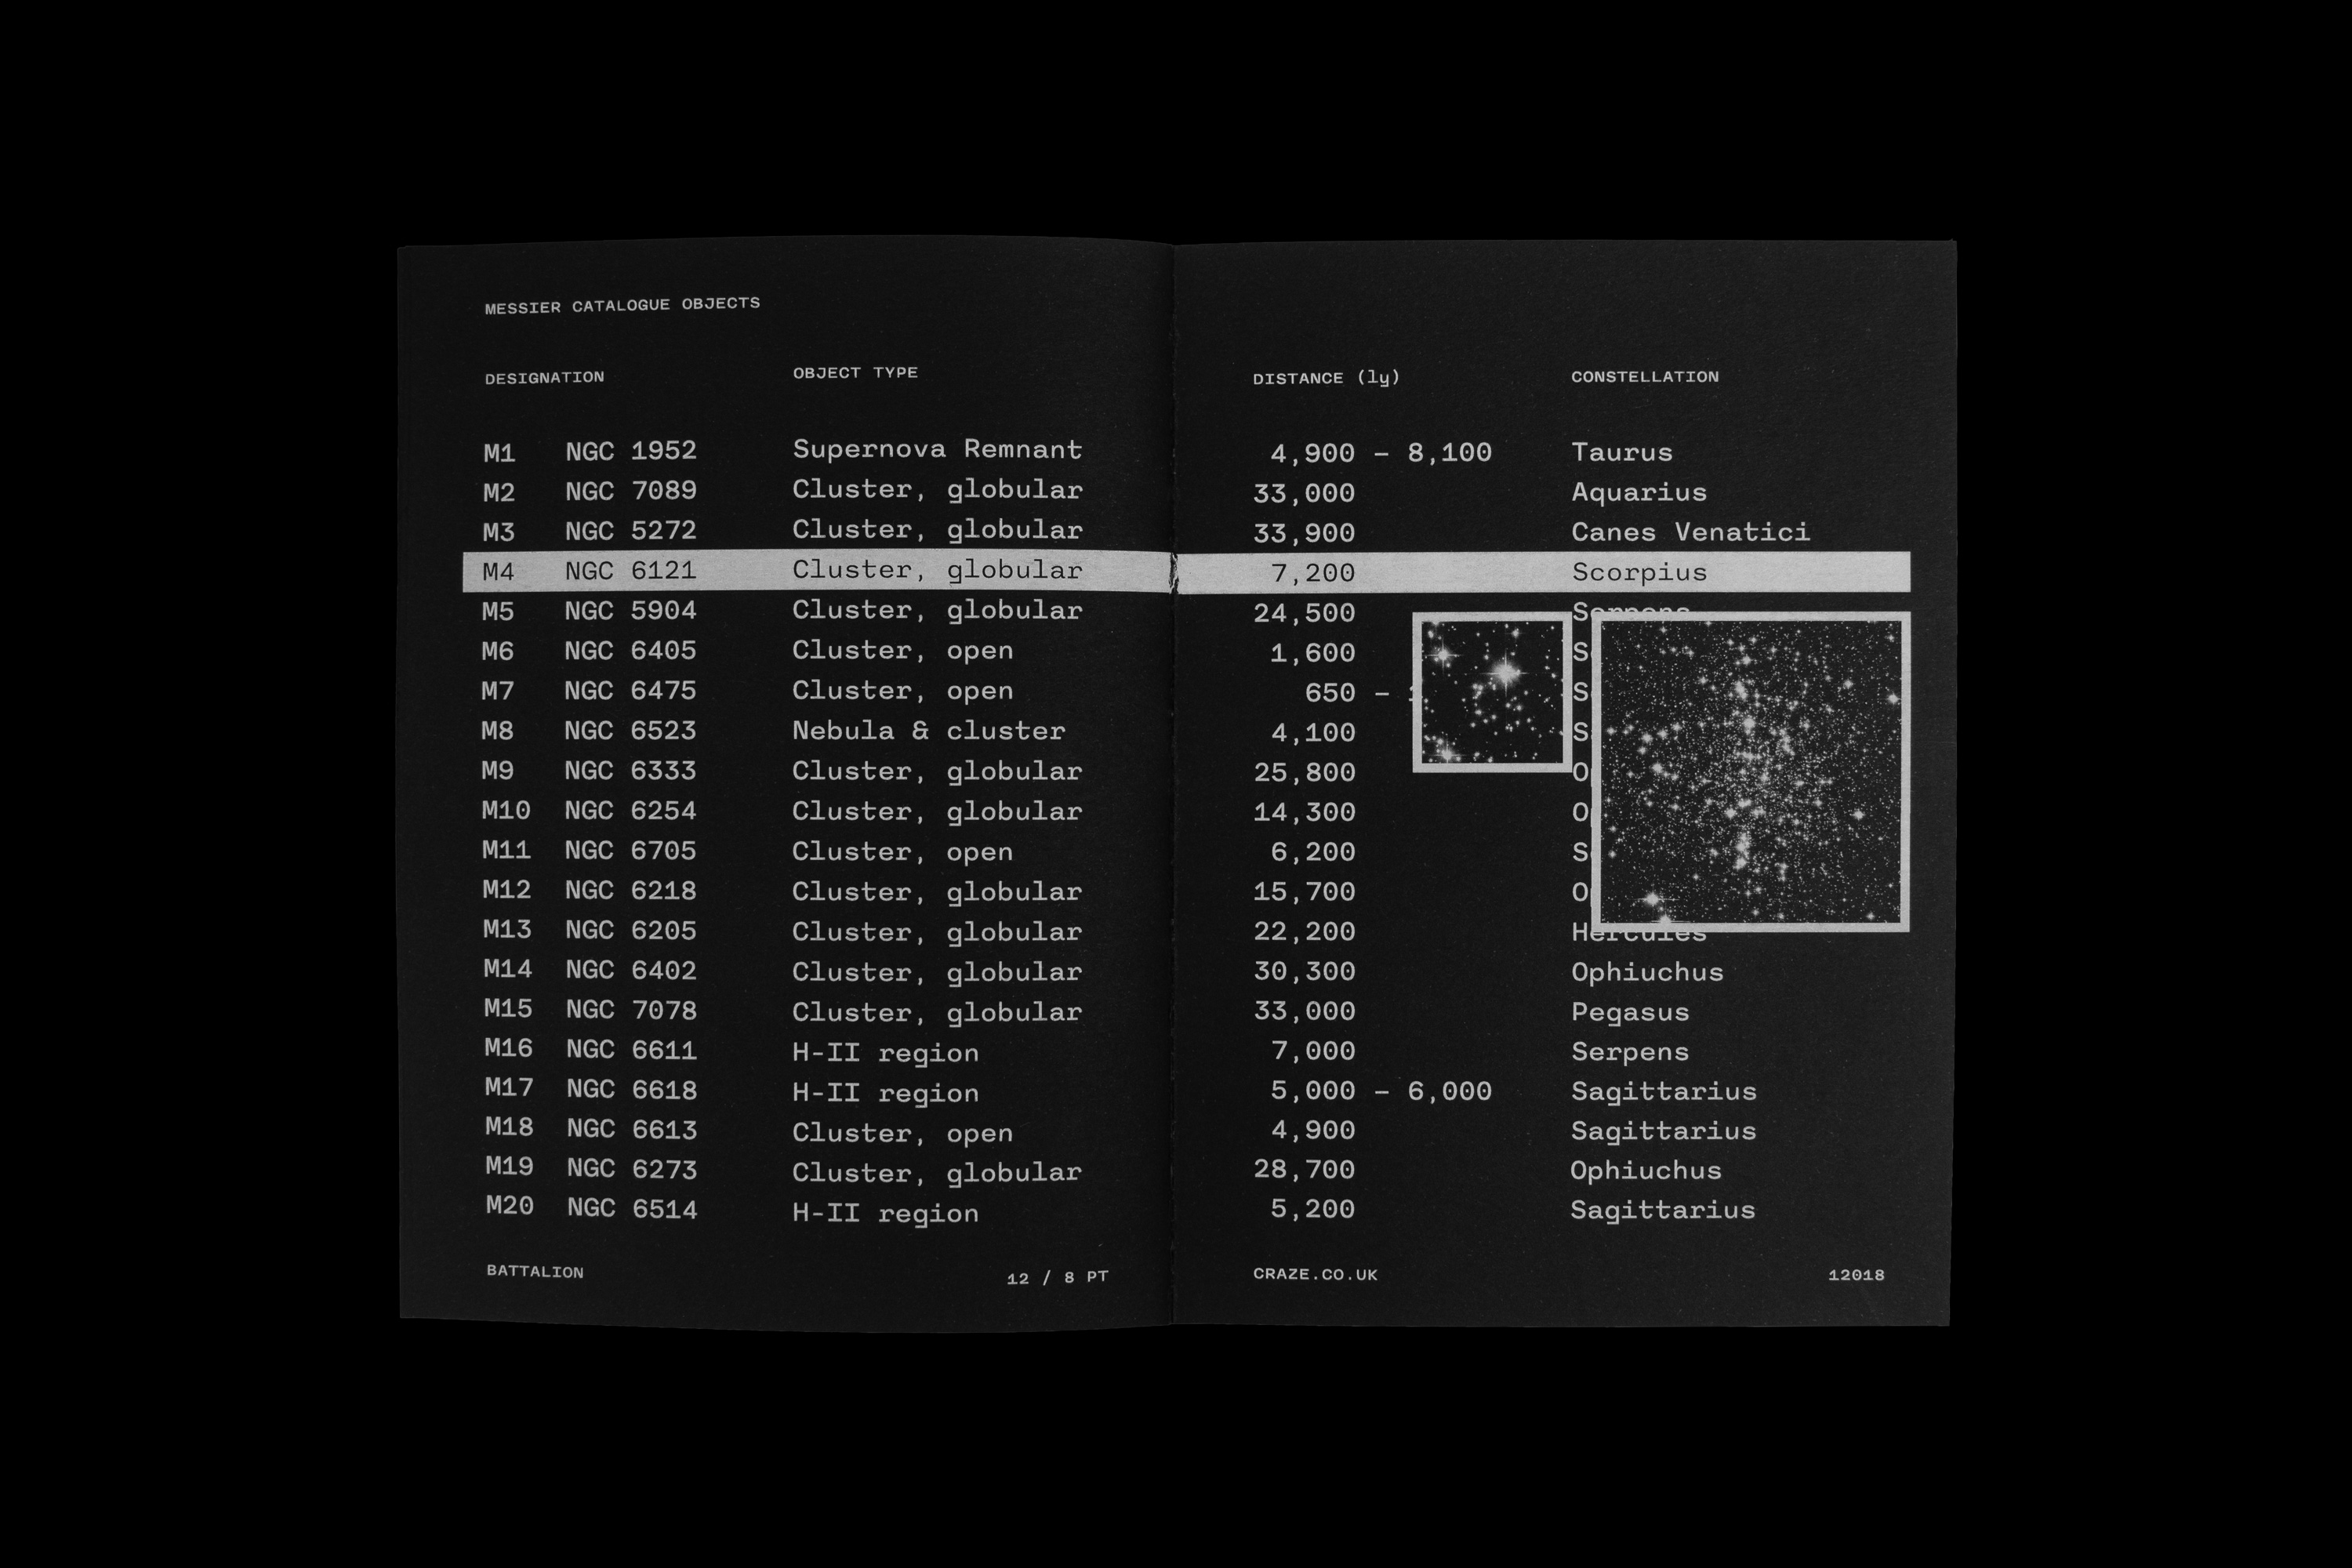 MESSIER CATALOGUE OBJECTS
DESIGNATION OBJECT TYPE DISTANCE (ly) CONSTELLATION
M1 NGC 1952 Supernova Remnant 4,900 – 8,100 Taurus
M2 NGC 7089 Cluster, globular 33,000 Aquarius
M3 NGC 5272 Cluster, globular 33,900 Canes Venatici
M4 NGC 6121 Cluster, globular 7,200 Scorpius
M5 NGC 5904 Cluster, globular 24,500 Serpens
M6 NGC 6405 Cluster, open 1,600
M7 NGC 6475 Cluster, open 650 –
M8 NGC 6523 Nebula & cluster 4,100
M9 NGC 6333 Cluster, globular 25,800
M10 NGC 6254 Cluster, globular 14,300
M11 NGC 6705 Cluster, open 6,200
M12 NGC 6218 Cluster, globular 15,700
M13 NGC 6205 Cluster, globular 22,200 Hercules
M14 NGC 6402 Cluster, globular 30,300 Ophiuchus
M15 NGC 7078 Cluster, globular 33,000 Pegasus
M16 NGC 6611 H-II region 7,000 Serpens
M17 NGC 6618 H-II region 5,000 – 6,000 Sagittarius
M18 NGC 6613 Cluster, open 4,900 Sagittarius
M19 NGC 6273 Cluster, globular 28,700 Ophiuchus
M20 NGC 6514 H-II region 5,200 Sagittarius
BATTALION 12 / 8 PT CRAZE.CO.UK 12018